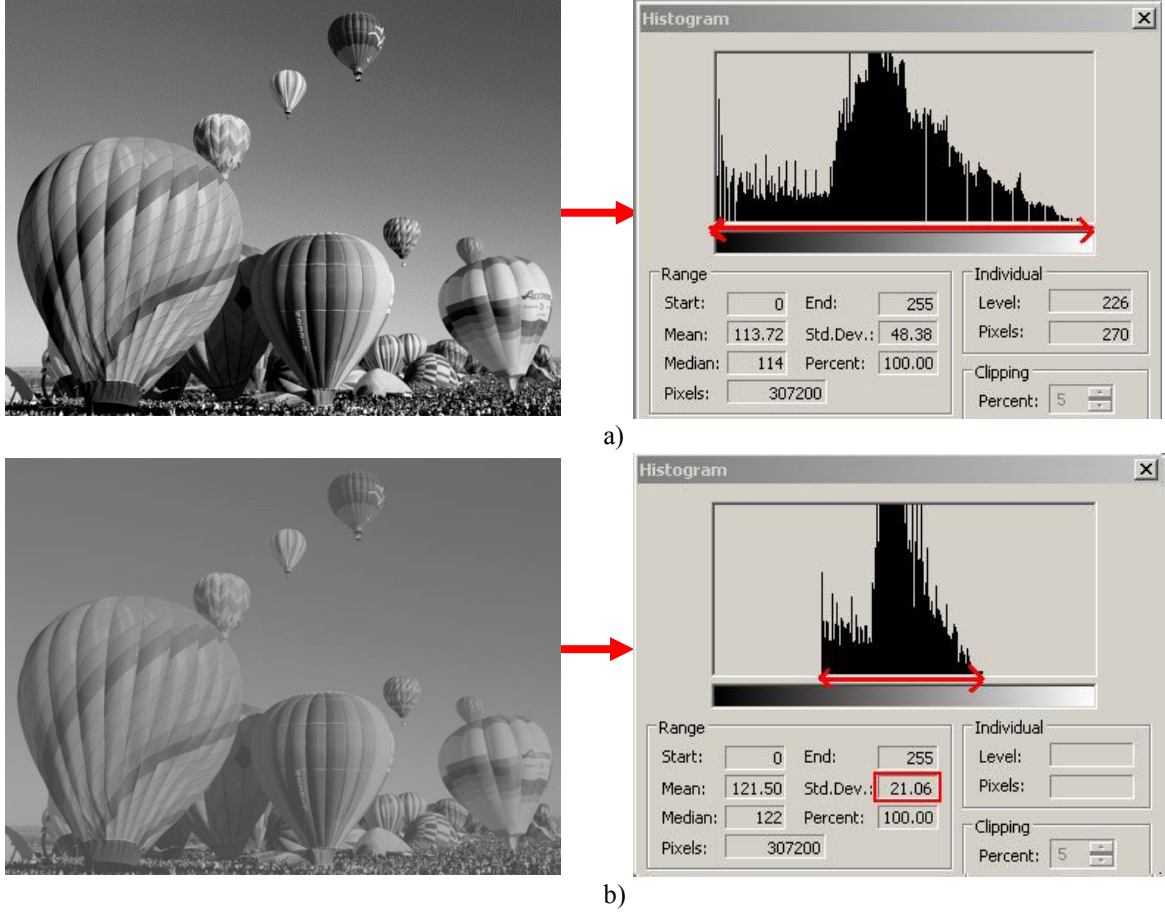 Histogram
Range
Start: 0 End: 255
Mean: 113.72 Std.Dev.: 48.38
Median: 114 Percent: 100.00
Pixels: 307200
Individual
Level: 226
Pixels: 270
Clipping
Percent: 5
a)
Histogram
Range
Start: 0 End: 255
Mean: 121.50 Std.Dev.: 21.06
Median: 122 Percent: 100.00
Pixels: 307200
Individual
Level:
Pixels:
Clipping
Percent: 5
b)